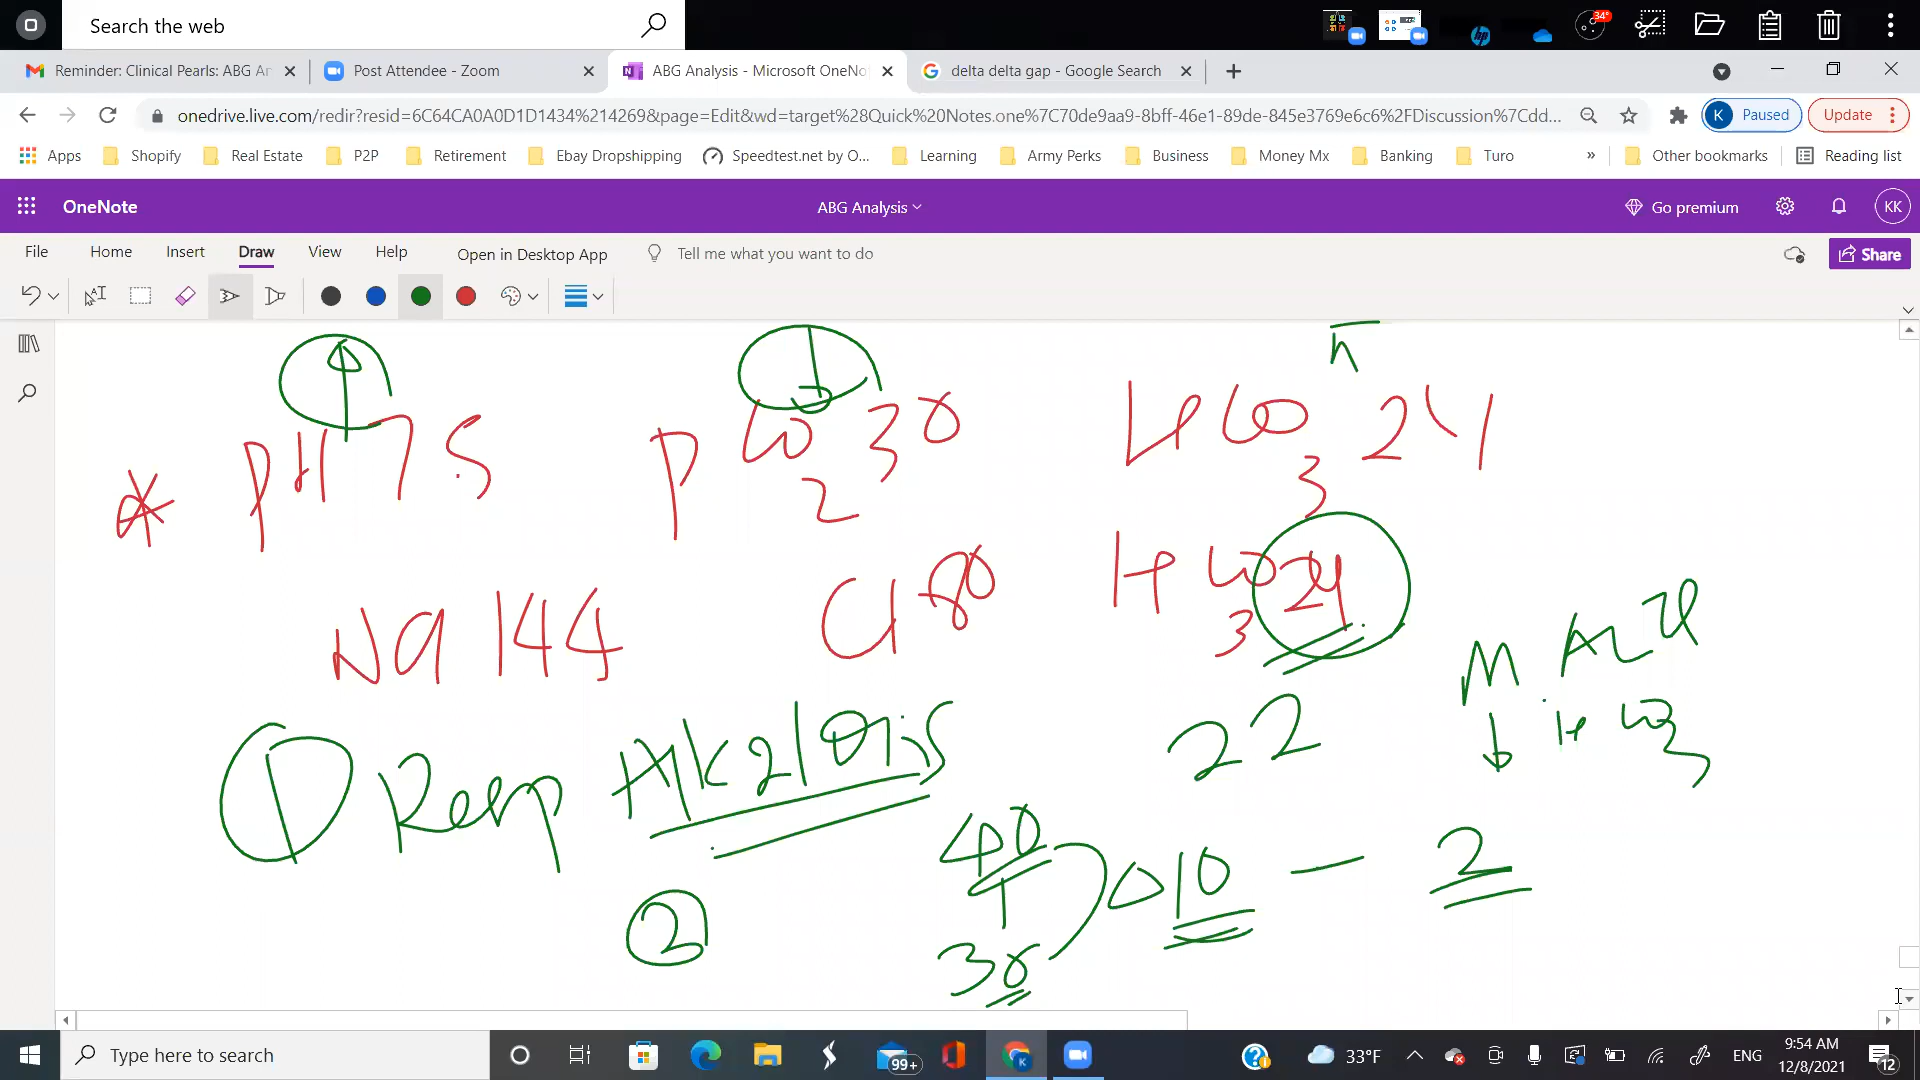 Search the web
34°
Reminder: Clinical Pearls: ABG An
Post Attendee - Zoom
ABG Analysis - Microsoft OneNo
delta delta gap - Google Search
onedrive.live.com/redir?resid=6C64CA0A0D1D1434%214269&page=Edit&wd=target%28Quick%20Notes.one%7C70de9aa9-8bff-46e1-89de-845e3769e6c6%2FDiscussion%7Cdd...
K Paused
Update
Apps Shopify Real Estate P2P Retirement Ebay Dropshipping Speedtest.net by O... Learning Army Perks Business Money Mx Banking Turo » Other bookmarks Reading list
OneNote
ABG Analysis
Go premium
KK
File Home Insert Draw View Help Open in Desktop App Tell me what you want to do
Share
pH 7.5 pCO2 30 HCO3 24
Na 144 Cl 80 HCO3 24
M Acid
↓ HCO3
① Resp Alkalosis 22
40 Δ10 — 2
②
30
Type here to search
99+
33°F
ENG
9:54 AM
12/8/2021
12